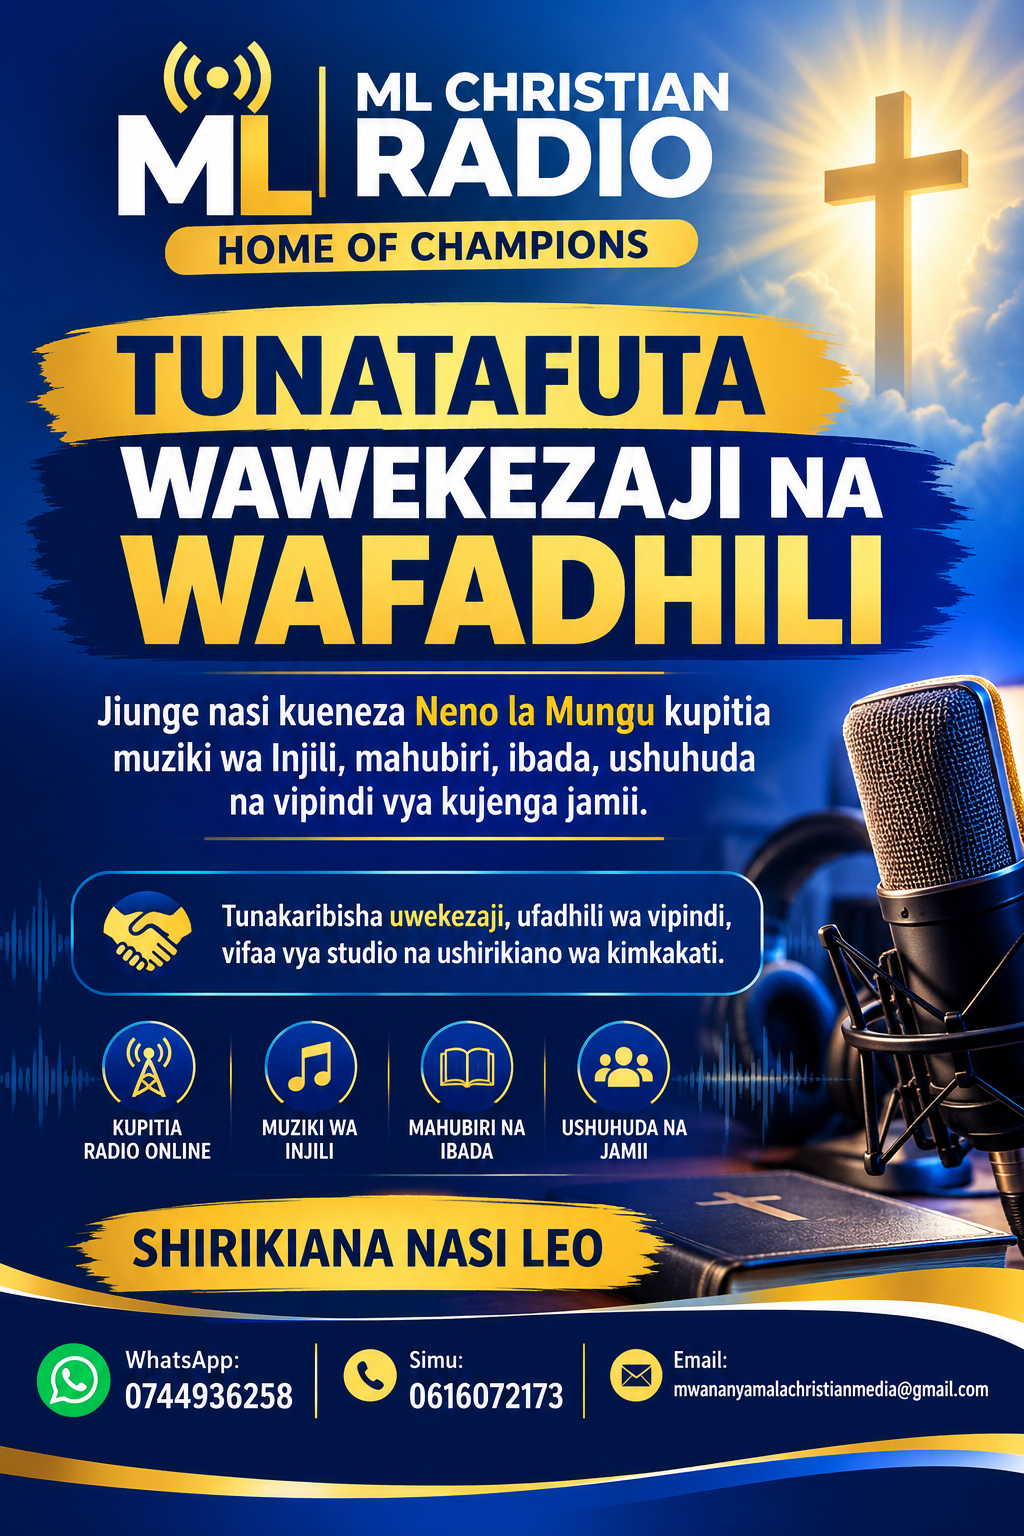 ML
ML CHRISTIAN
RADIO
HOME OF CHAMPIONS
TUNATAFUTA
WAWEKEZAJI NA
WAFADHILI
Jiunge nasi kueneza Neno la Mungu kupitia
muziki wa Injili, mahubiri, ibada, ushuhuda
na vipindi vya kujenga jamii.
Tunakaribisha uwekezaji, ufadhili wa vipindi,
vifaa vya studio na ushirikiano wa kimkakati.
KUPITIA
RADIO ONLINE
MUZIKI WA
INJILI
MAHUBIRI NA
IBADA
USHUHUDA NA
JAMII
SHIRIKIANA NASI LEO
WhatsApp:
0744936258
Simu:
0616072173
Email:
mwananyamalachristianmedia@gmail.com